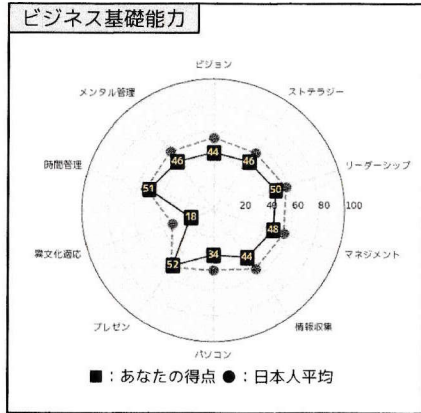 ビジネス基礎能力
ビジョン
メンタル管理
ストテラジー
44
46
46
時間管理
リーダーシップ
51
50
20 40 60 80 100
18
48
異文化適応
マネジメント
34
44
52
プレゼン
情報収集
パソコン
■：あなたの得点 ●：日本人平均